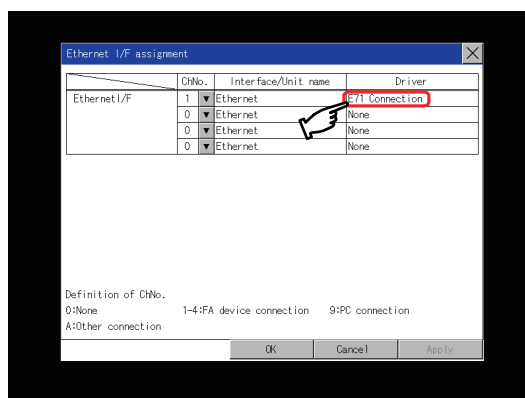 Ethernet I/F assignment
ChNo. Interface/Unit name Driver
Ethernet I/F 1 ▼ Ethernet E71 Connection
0 ▼ Ethernet None
0 ▼ Ethernet None
0 ▼ Ethernet None
Definition of ChNo.
0:None 1-4:FA device connection 9:PC connection
A:Other connection
OK Cancel Apply